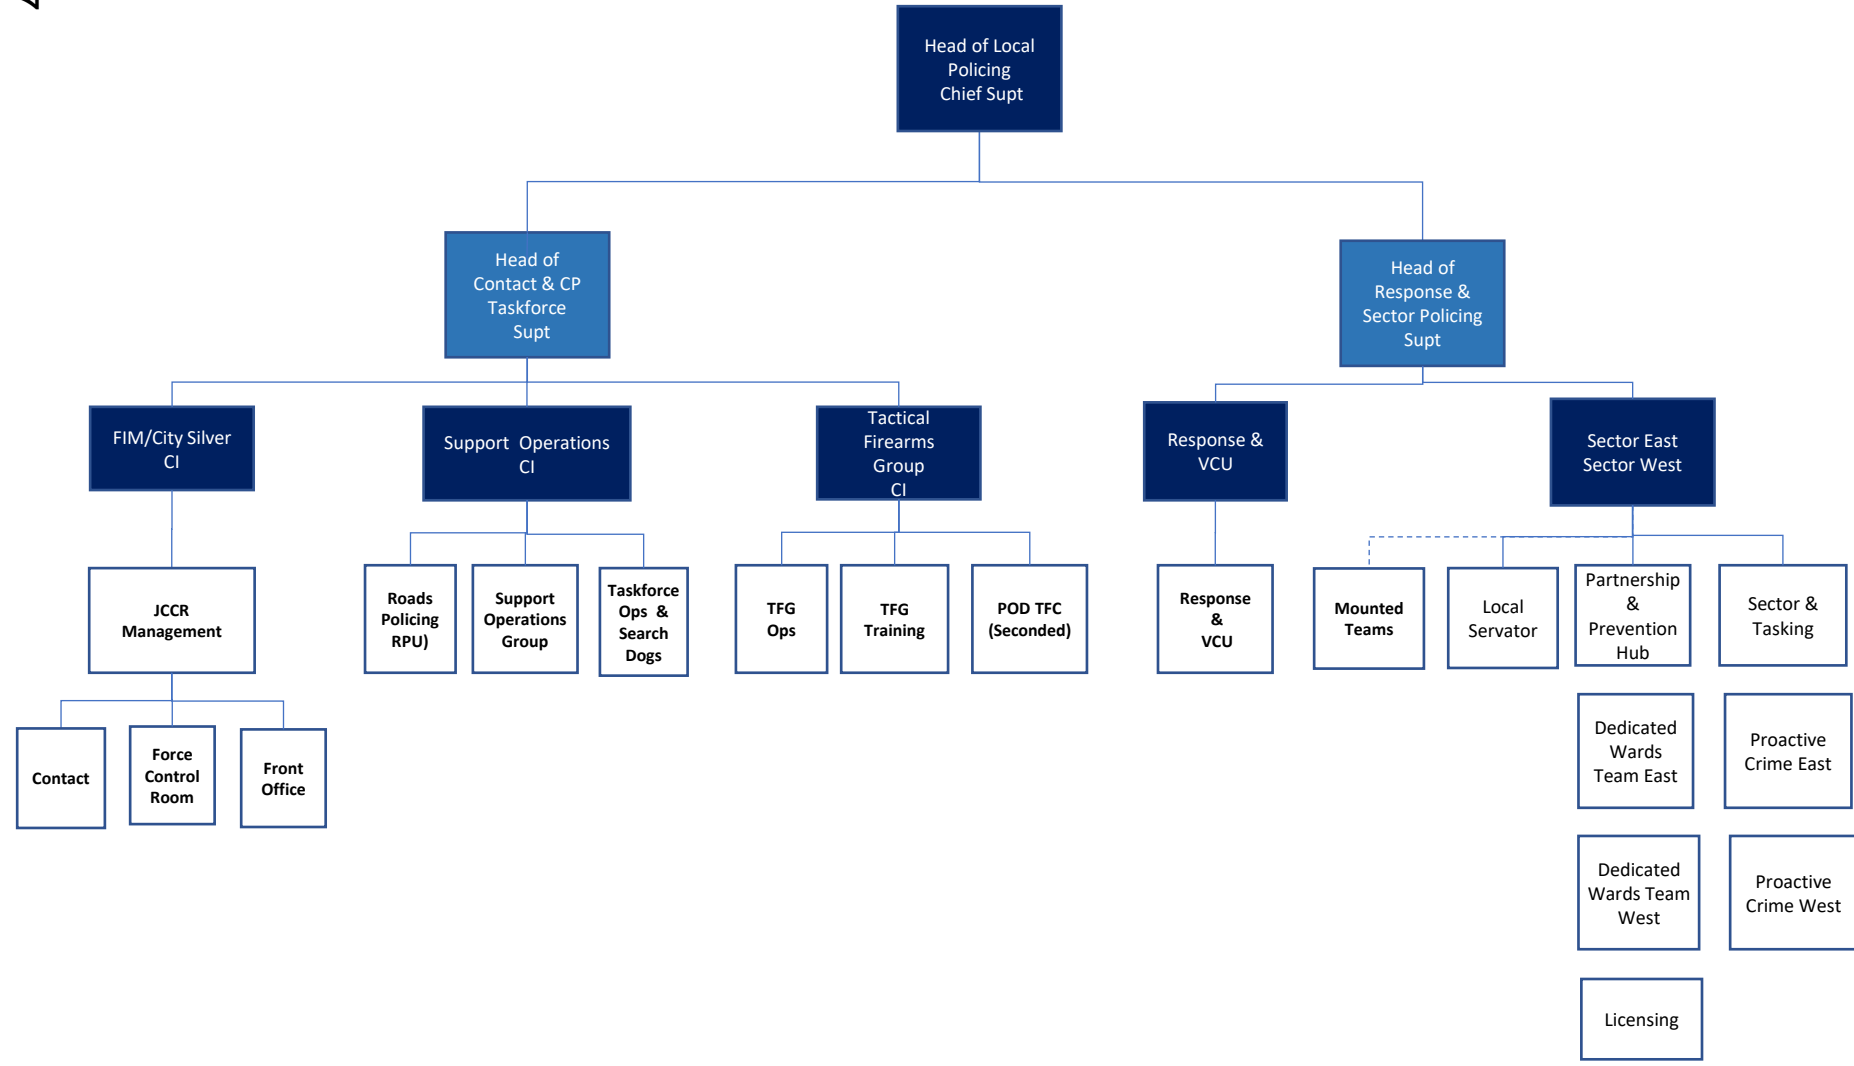 Head of Local
Policing
Chief Supt
Head of
Contact & CP
Taskforce
Supt
Head of
Response &
Sector Policing
Supt
FIM/City Silver
CI
Support Operations
CI
Tactical
Firearms
Group
CI
Response &
VCU
Sector East
Sector West
JCCR
Management
Roads
Policing
RPU)
Support
Operations
Group
Taskforce
Ops &
Search
Dogs
TFG
Ops
TFG
Training
POD TFC
(Seconded)
Response
&
VCU
Mounted
Teams
Local
Servator
Partnership
&
Prevention
Hub
Sector &
Tasking
Contact
Force
Control
Room
Front
Office
Dedicated
Wards
Team East
Proactive
Crime East
Dedicated
Wards Team
West
Proactive
Crime West
Licensing